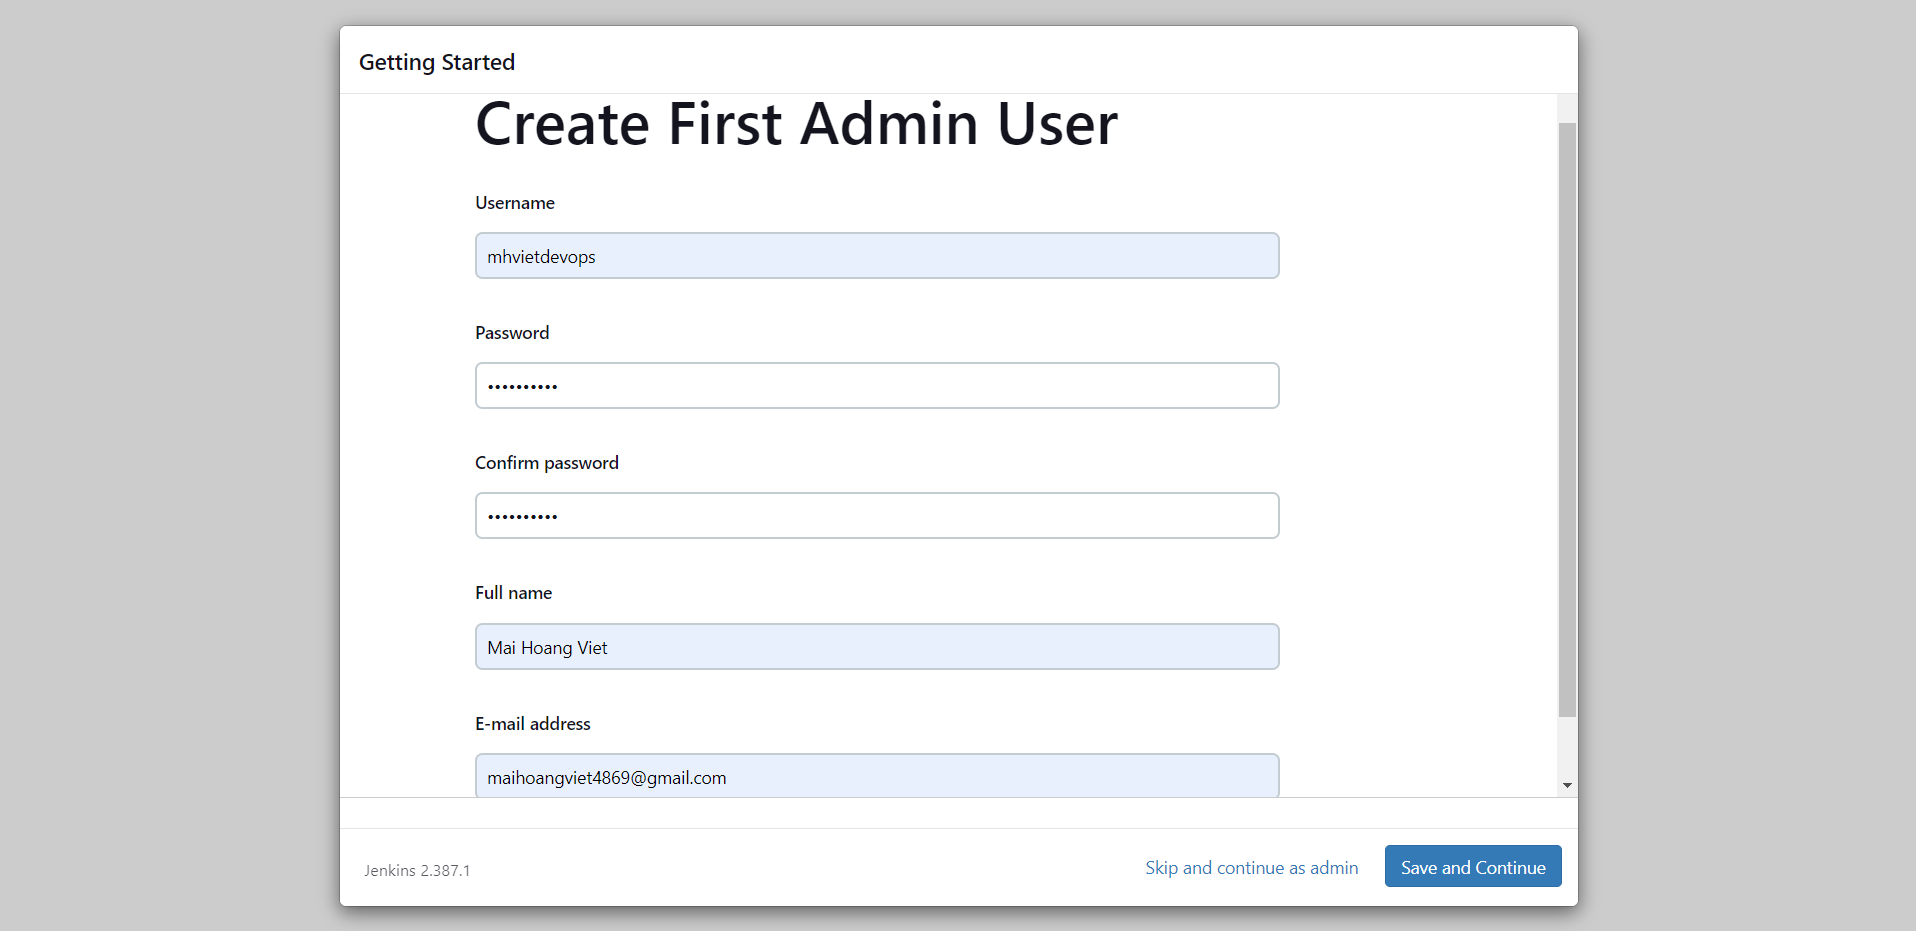 Getting Started
Create First Admin User
Username
mhvietdevops
Password
••••••••••
Confirm password
••••••••••
Full name
Mai Hoang Viet
E-mail address
maihoangviet4869@gmail.com
Jenkins 2.387.1
Skip and continue as admin
Save and Continue